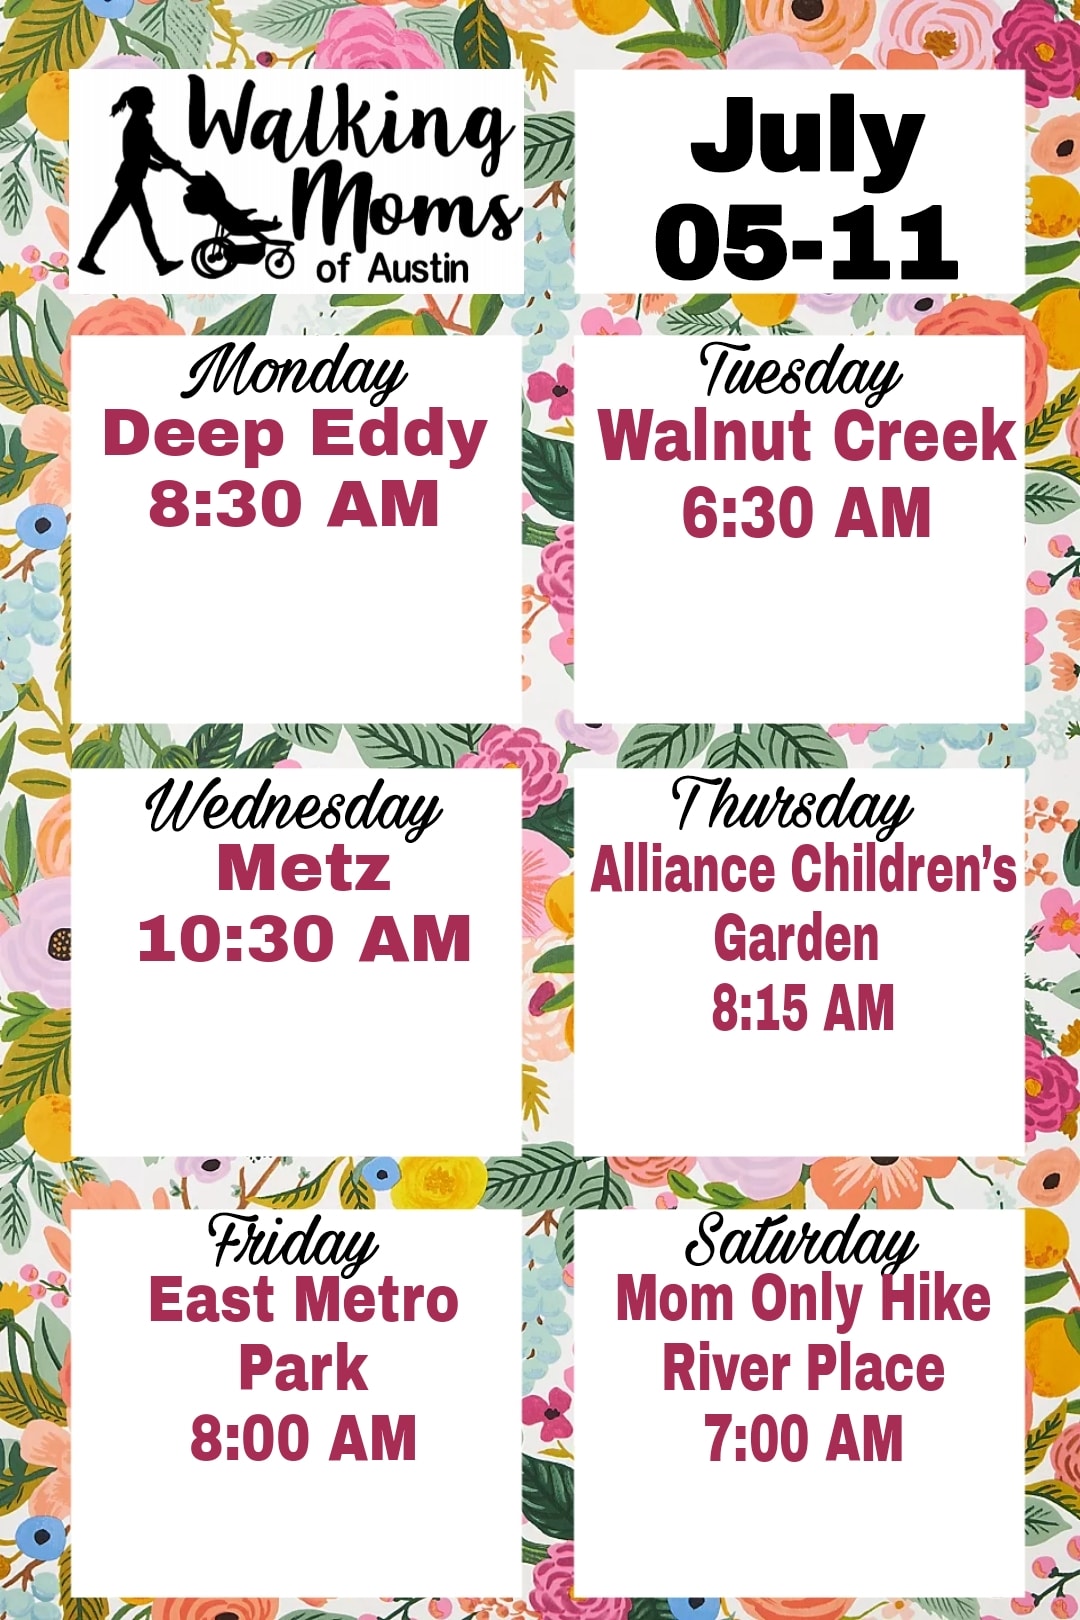 Walking
Moms
of Austin
July
05-11
Monday
Deep Eddy
8:30 AM
Tuesday
Walnut Creek
6:30 AM
Wednesday
Metz
10:30 AM
Thursday
Alliance Children's
Garden
8:15 AM
Friday
East Metro
Park
8:00 AM
Saturday
Mom Only Hike
River Place
7:00 AM